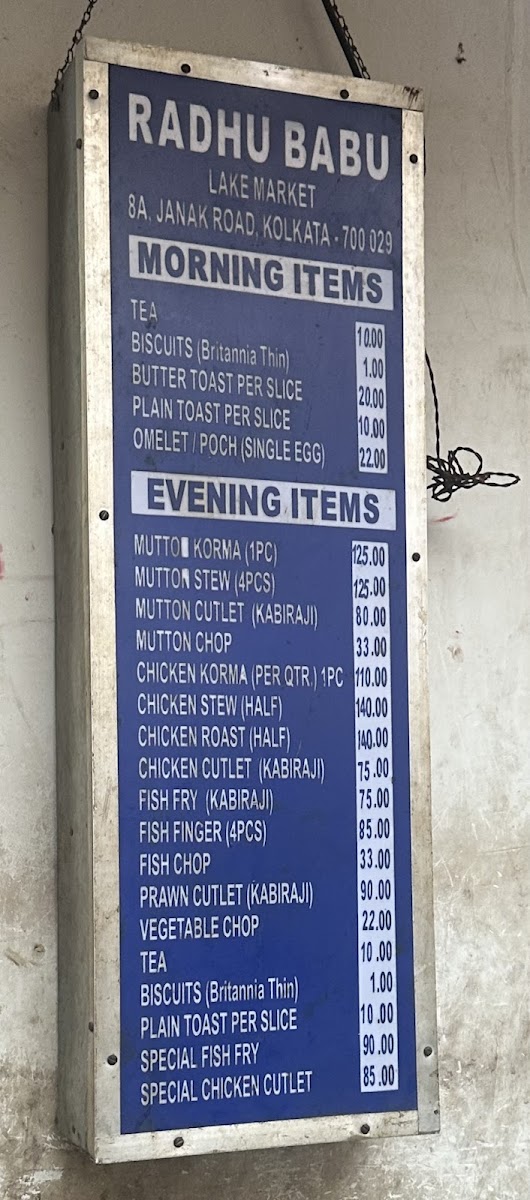 RADHU BABU
LAKE MARKET
8A, JANAK ROAD, KOLKATA - 700 029
MORNING ITEMS
TEA 10.00
BISCUITS (Britannia Thin) 1.00
BUTTER TOAST PER SLICE 20.00
PLAIN TOAST PER SLICE 10.00
OMELET / POCH (SINGLE EGG) 22.00
EVENING ITEMS
MUTTON KORMA (1PC) 125.00
MUTTON STEW (4PCS) 125.00
MUTTON CUTLET (KABIRAJI) 80.00
MUTTON CHOP 33.00
CHICKEN KORMA (PER QTR.) 1PC 110.00
CHICKEN STEW (HALF) 140.00
CHICKEN ROAST (HALF) 140.00
CHICKEN CUTLET (KABIRAJI) 75.00
FISH FRY (KABIRAJI) 75.00
FISH FINGER (4PCS) 85.00
FISH CHOP 33.00
PRAWN CUTLET (KABIRAJI) 90.00
VEGETABLE CHOP 22.00
TEA 10.00
BISCUITS (Britannia Thin) 1.00
PLAIN TOAST PER SLICE 10.00
SPECIAL FISH FRY 90.00
SPECIAL CHICKEN CUTLET 85.00